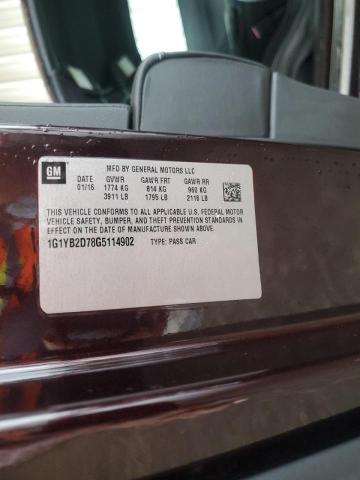 GM
MFD BY GENERAL MOTORS LLC
DATE GVWR GAWR FRT GAWR RR
01/16 1774 KG 814 KG 960 KG
3911 LB 1795 LB 2116 LB
THIS VEHICLE CONFORMS TO ALL APPLICABLE U.S. FEDERAL MOTOR
VEHICLE SAFETY, BUMPER, AND THEFT PREVENTION STANDARDS
IN EFFECT ON THE DATE OF MANUFACTURE SHOWN ABOVE.
1G1YB2D78G5114902 TYPE: PASS CAR